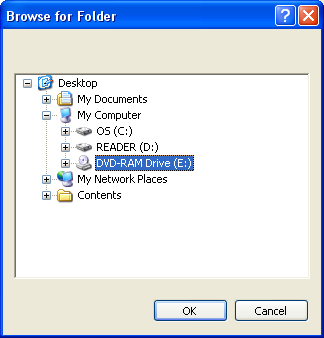 Browse for Folder
Desktop
My Documents
My Computer
OS (C:)
READER (D:)
DVD-RAM Drive (E:)
My Network Places
Contents
OK
Cancel